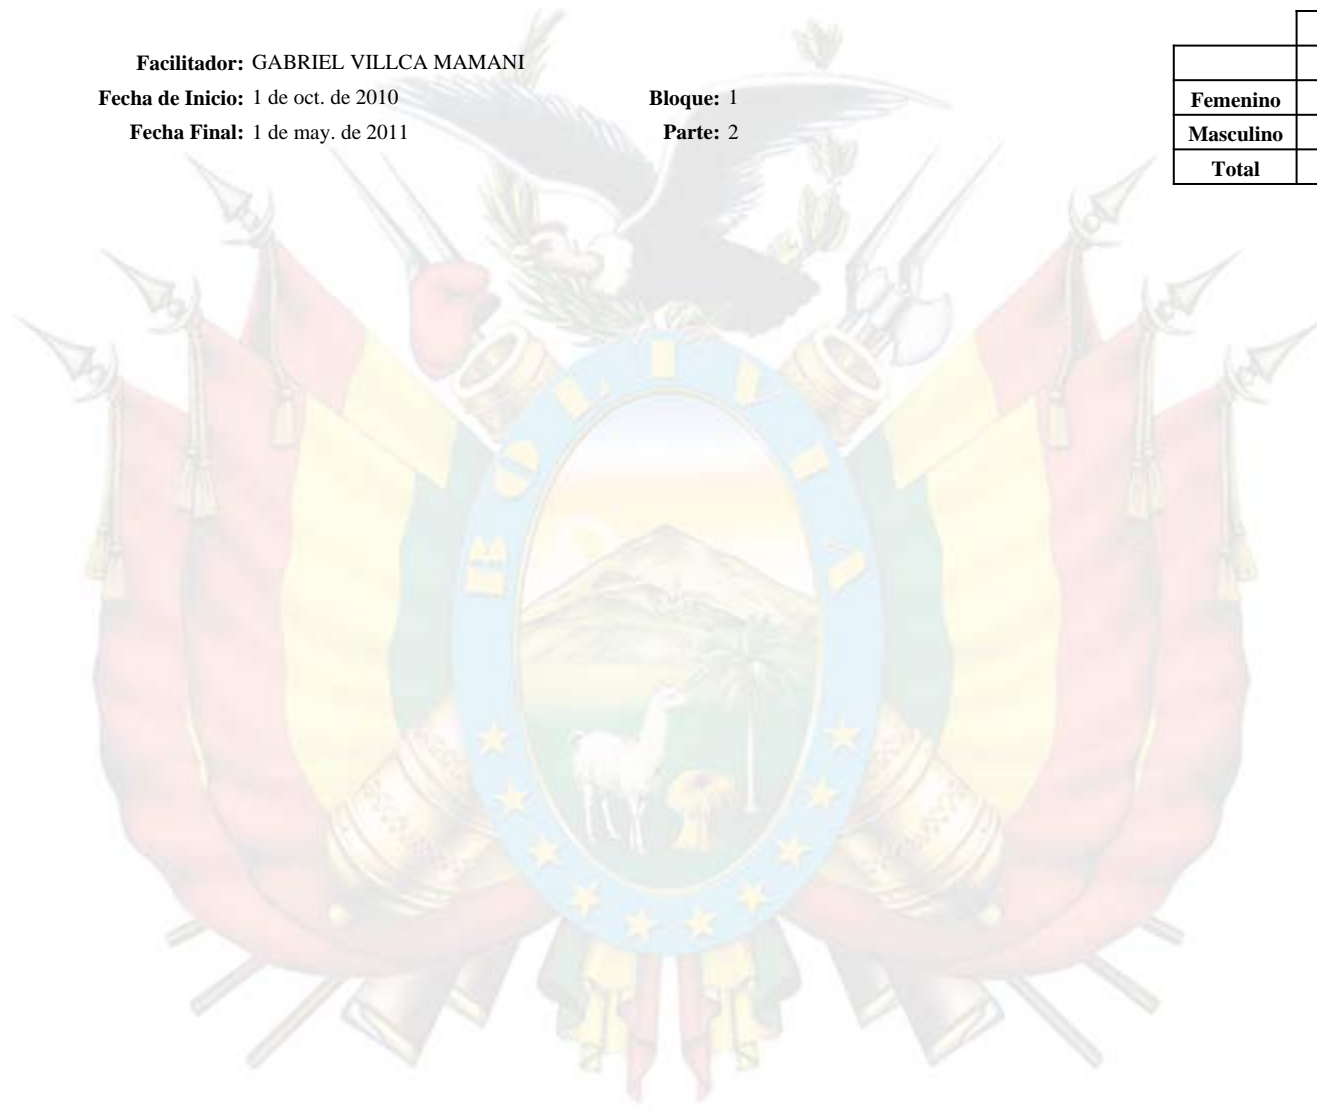 Facilitador: GABRIEL VILLCA MAMANI
Fecha de Inicio: 1 de oct. de 2010 Bloque: 1
Fecha Final: 1 de may. de 2011 Parte: 2
Femenino
Masculino
Total
BOLIVIA